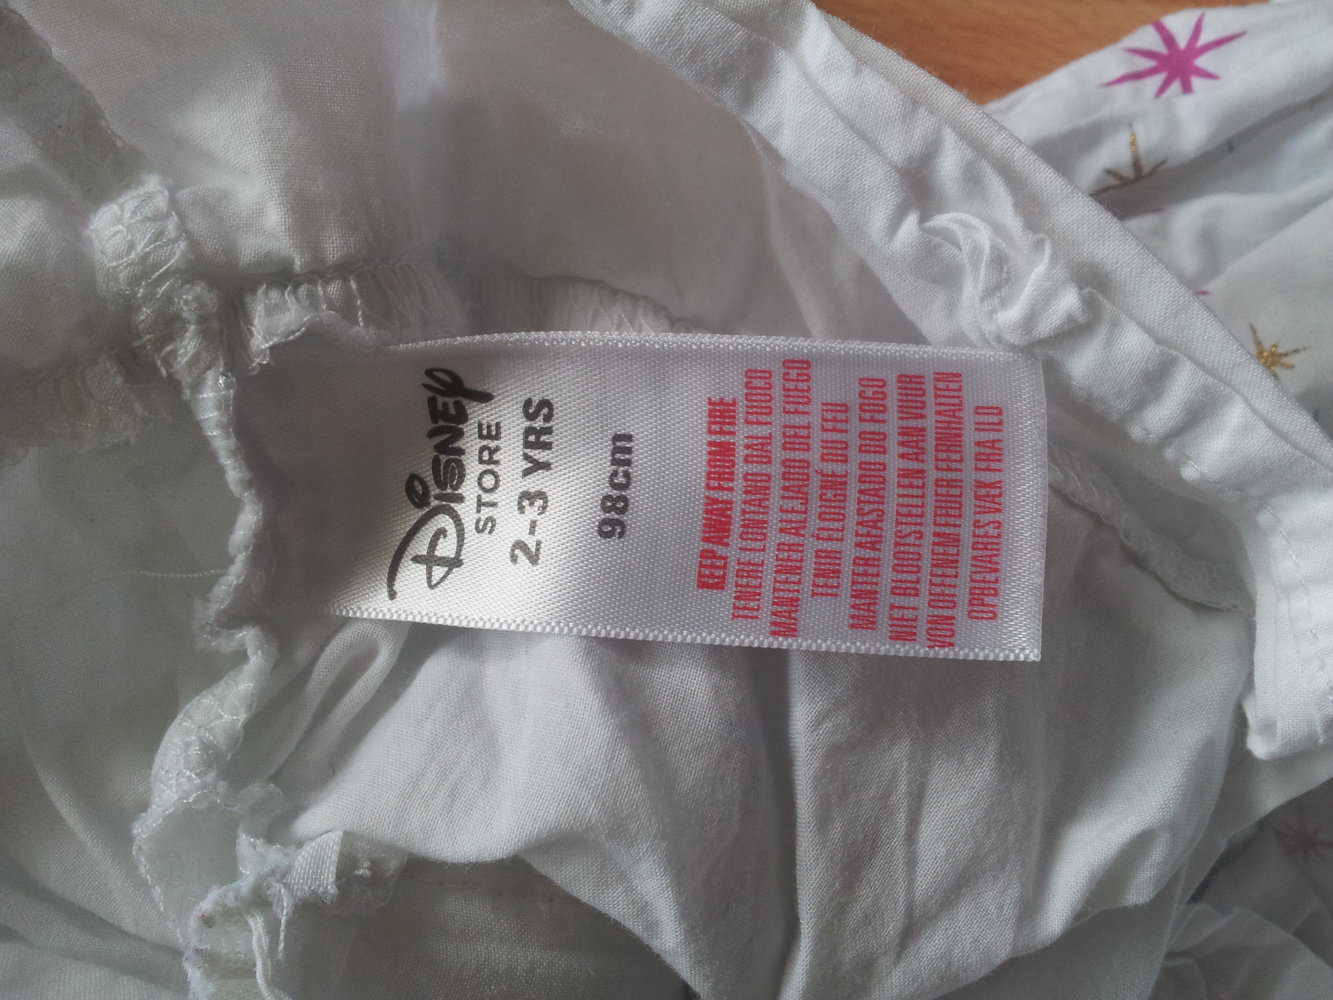 Disney
STORE
2-3 YRS
98cm
KEEP AWAY FROM FIRE
TENERE LONTANO DAL FUOCO
MANTENER ALEJADO DEL FUEGO
TENIR ÉLOIGNÉ DU FEU
MANTER AFASTADO DO FOGO
NIET BLOOTSTELLEN AAN VUUR
VON OFFENEM FUER FERNHALTEN
OPBEVARES VÆK FRA ILD